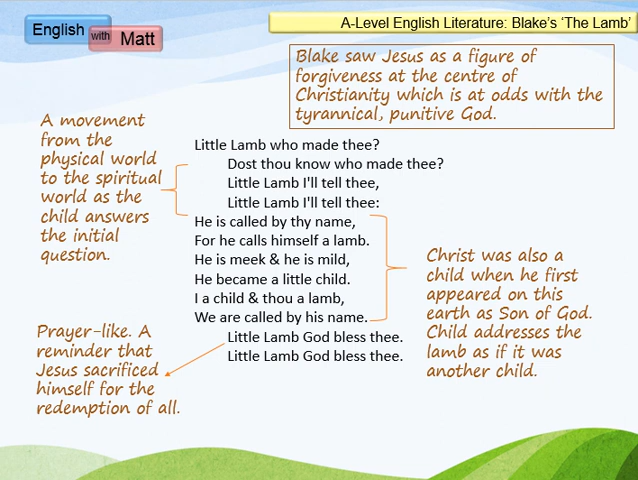 English with Matt
A-Level English Literature: Blake's 'The Lamb'
Blake saw Jesus as a figure of
forgiveness at the centre of
Christianity which is at odds with the
tyrannical, punitive God.
A movement
from the
physical world
to the spiritual
world as the
child answers
the initial
question.
Little Lamb who made thee?
Dost thou know who made thee?
Little Lamb I'll tell thee,
Little Lamb I'll tell thee:
He is called by thy name,
For he calls himself a lamb.
He is meek & he is mild,
He became a little child.
I a child & thou a lamb,
We are called by his name.
Little Lamb God bless thee.
Little Lamb God bless thee.
Christ was also a
child when he first
appeared on this
earth as Son of God.
Child addresses the
lamb as if it was
another child.
Prayer-like. A
reminder that
Jesus sacrificed
himself for the
redemption of all.